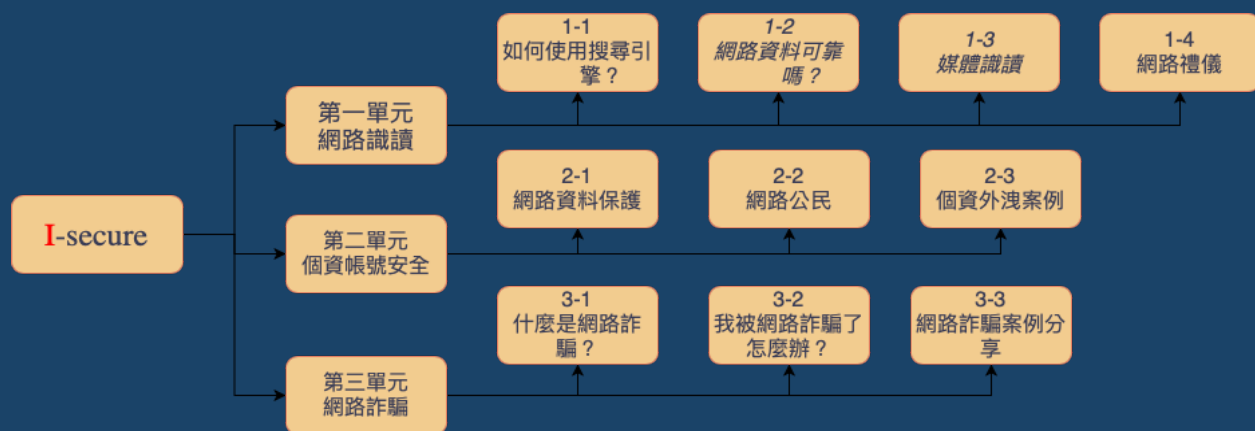 I-secure
第一單元
網路識讀
1-1
如何使用搜尋引
擎？
1-2
網路資料可靠
嗎？
1-3
媒體識讀
1-4
網路禮儀
第二單元
個資帳號安全
2-1
網路資料保護
2-2
網路公民
2-3
個資外洩案例
第三單元
網路詐騙
3-1
什麼是網路詐
騙？
3-2
我被網路詐騙了
怎麼辦？
3-3
網路詐騙案例分
享